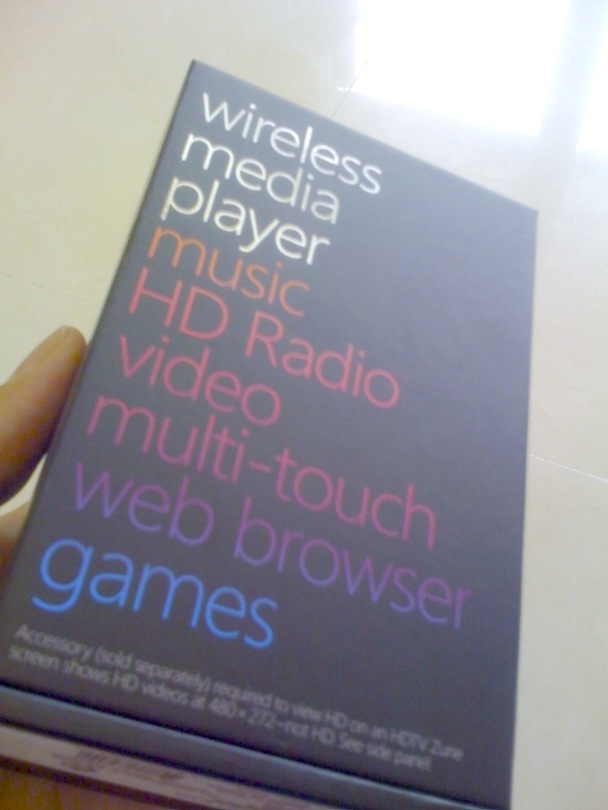 wireless
media
player
music
HD Radio
video
multi-touch
web browser
games
Accessory (sold separately) required to view HD on an HDTV. Zune
screen shows HD videos at 480 × 272–not HD. See side panel.